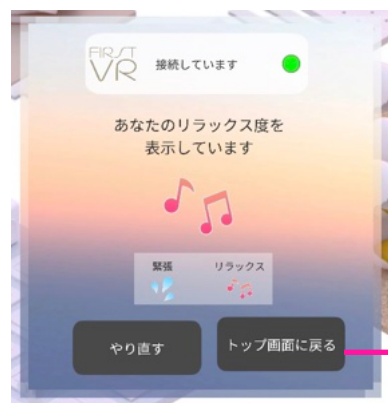 FIRST
VR
接続しています
あなたのリラックス度を
表示しています
緊張 リラックス
やり直す
トップ画面に戻る